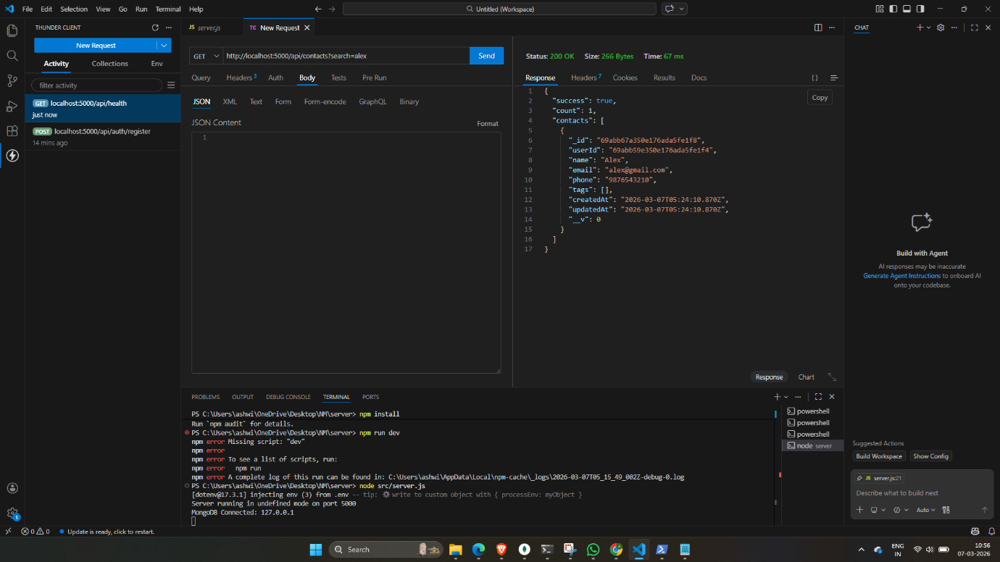 File Edit Selection View Go Run Terminal Help
Untitled (Workspace)
THUNDER CLIENT
New Request
Activity Collections Env
filter activity
GET localhost:5000/api/health
just now
POST localhost:5000/api/auth/register
14 mins ago
JS server.js
TC New Request
GET http://localhost:5000/api/contacts?search=alex Send
Query Headers 3 Auth Body Tests Pre Run
JSON XML Text Form Form-encode GraphQL Binary
JSON Content Format
1
Status: 200 OK Size: 266 Bytes Time: 67 ms
Response Headers 7 Cookies Results Docs
{ }
Copy
1 {
2 "success": true,
3 "count": 1,
4 "contacts": [
5 {
6 "_id": "69abb67a350e176ada5fe1f8",
7 "userId": "69abb59e350e176ada5fe1f4",
8 "name": "Alex",
9 "email": "alex@gmail.com",
10 "phone": "9876543210",
11 "tags": [],
12 "createdAt": "2026-03-07T05:24:10.870Z",
13 "updatedAt": "2026-03-07T05:24:10.870Z",
14 "__v": 0
15 }
16 ]
17 }
Response Chart
PROBLEMS OUTPUT DEBUG CONSOLE TERMINAL PORTS
PS C:\Users\ashwi\OneDrive\Desktop\NM\server> npm install
Run `npm audit` for details.
PS C:\Users\ashwi\OneDrive\Desktop\NM\server> npm run dev
npm error Missing script: "dev"
npm error
npm error To see a list of scripts, run:
npm error   npm run
npm error A complete log of this run can be found in: C:\Users\ashwi\AppData\Local\npm-cache\_logs\2026-03-07T05_15_49_002Z-debug-0.log
PS C:\Users\ashwi\OneDrive\Desktop\NM\server> node src/server.js
[dotenv@17.3.1] injecting env (3) from .env -- tip: ⚙️ write to custom object with { processEnv: myObject }
Server running in undefined mode on port 5000
MongoDB Connected: 127.0.0.1
powershell
powershell
powershell
node server
CHAT
Build with Agent
AI responses may be inaccurate
Generate Agent Instructions to onboard AI
onto your codebase.
Suggested Actions
Build Workspace Show Config
JS server.js:21
Describe what to build next
Auto
1
0 0 Update is ready, click to restart.
Search
ENG
IN
10:56
07-03-2026